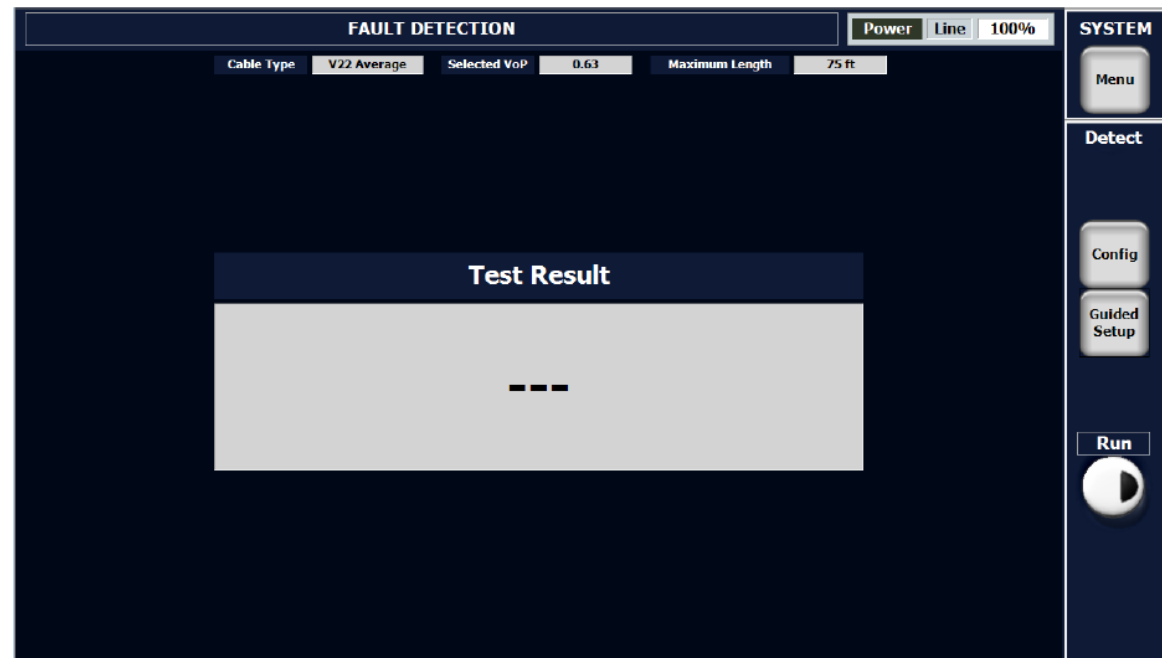 FAULT DETECTION
Power Line 100%
Cable Type V22 Average Selected VoP 0.63 Maximum Length 75 ft
Test Result
---
SYSTEM
Menu
Detect
Config
Guided
Setup
Run